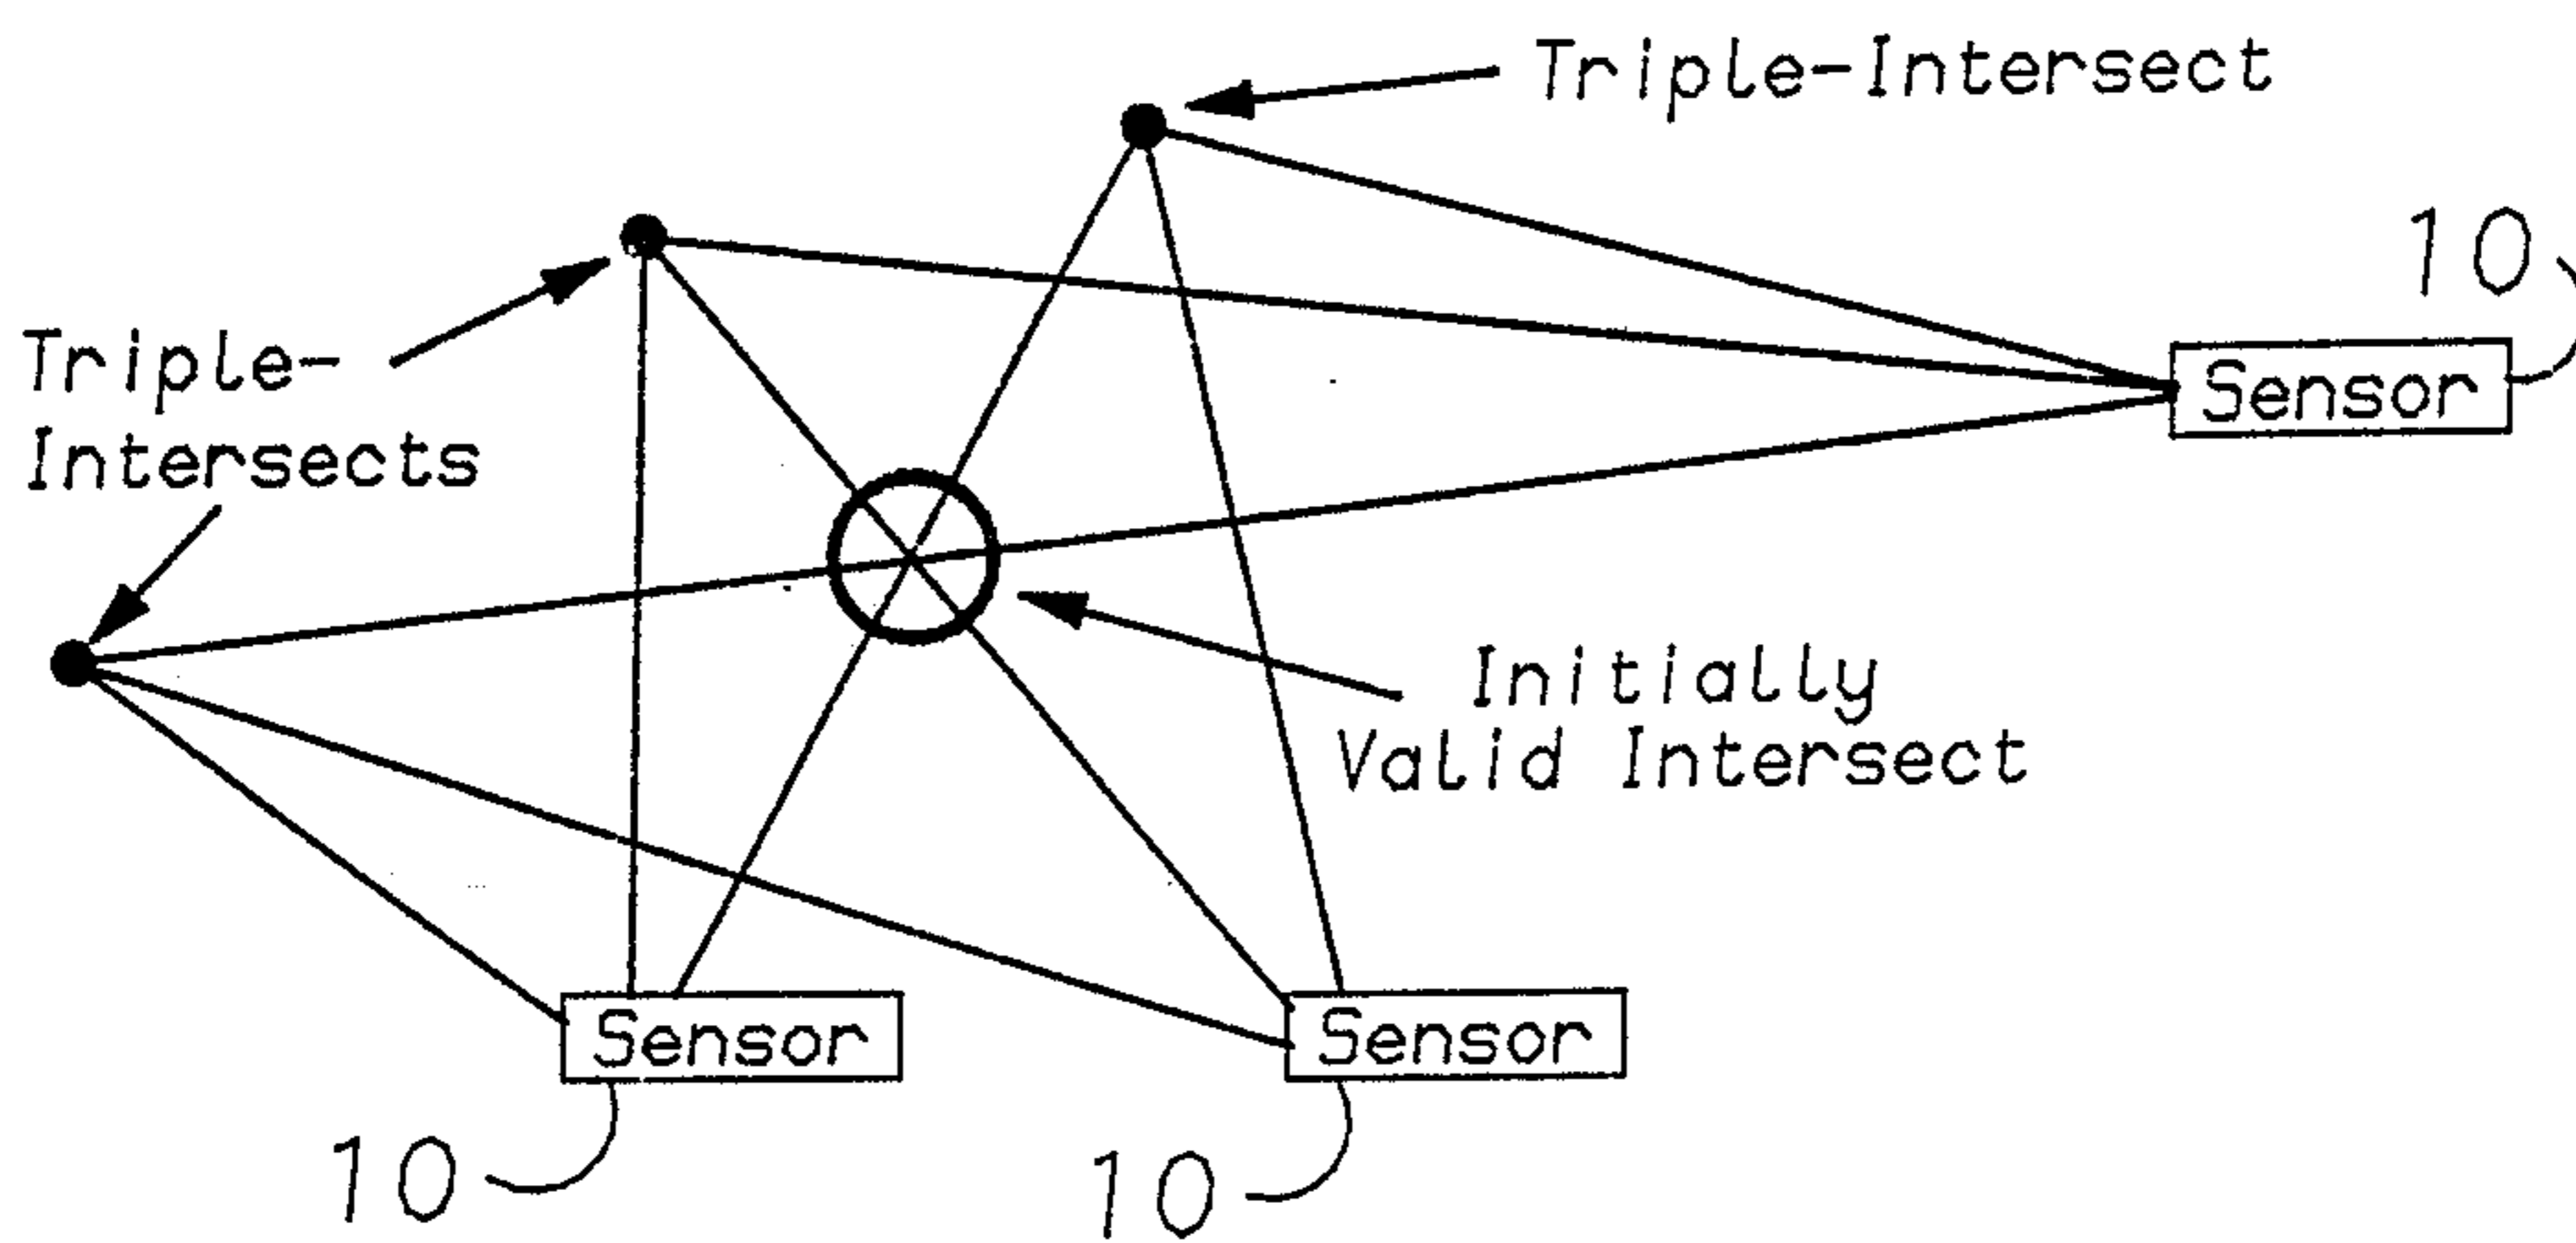 Triple-Intersect
10
Triple-
Intersects
Sensor
Initially
Valid Intersect
Sensor
Sensor
10
10